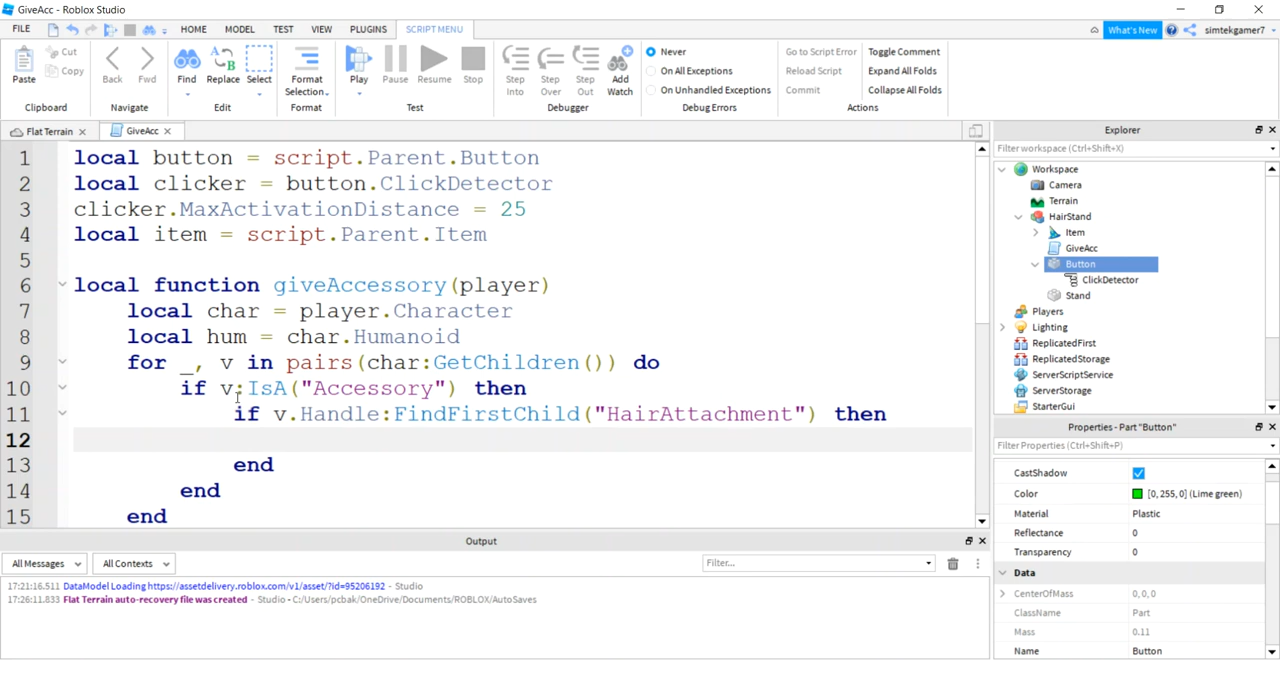 GiveAcc - Roblox Studio
FILE HOME MODEL TEST VIEW PLUGINS SCRIPT MENU What's New simtekgamer7
Paste Cut Copy Back Fwd Find Replace Select Format Selection Play Pause Resume Stop Step Into Step Over Step Out Add Watch
Never
On All Exceptions
On Unhandled Exceptions
Go to Script Error
Reload Script
Commit
Toggle Comment
Expand All Folds
Collapse All Folds
Clipboard Navigate Edit Format Test Debugger Debug Errors Actions
Flat Terrain GiveAcc
1 local button = script.Parent.Button
2 local clicker = button.ClickDetector
3 clicker.MaxActivationDistance = 25
4 local item = script.Parent.Item
5
6 local function giveAccessory(player)
7 local char = player.Character
8 local hum = char.Humanoid
9 for _, v in pairs(char:GetChildren()) do
10 if v:IsA("Accessory") then
11 if v.Handle:FindFirstChild("HairAttachment") then
12
13 end
14 end
15 end
Explorer
Filter workspace (Ctrl+Shift+X)
Workspace
Camera
Terrain
HairStand
Item
GiveAcc
Button
ClickDetector
Stand
Players
Lighting
ReplicatedFirst
ReplicatedStorage
ServerScriptService
ServerStorage
StarterGui
Properties - Part "Button"
Filter Properties (Ctrl+Shift+P)
CastShadow
Color [0, 255, 0] (Lime green)
Material Plastic
Reflectance 0
Transparency 0
Data
CenterOfMass 0, 0, 0
ClassName Part
Mass 0.11
Name Button
Output
All Messages All Contexts Filter...
17:21:16.511 DataModel Loading https://assetdelivery.roblox.com/v1/asset/?id=95206192 - Studio
17:26:11.833 Flat Terrain auto-recovery file was created - Studio - C:/Users/pcbak/OneDrive/Documents/ROBLOX/AutoSaves